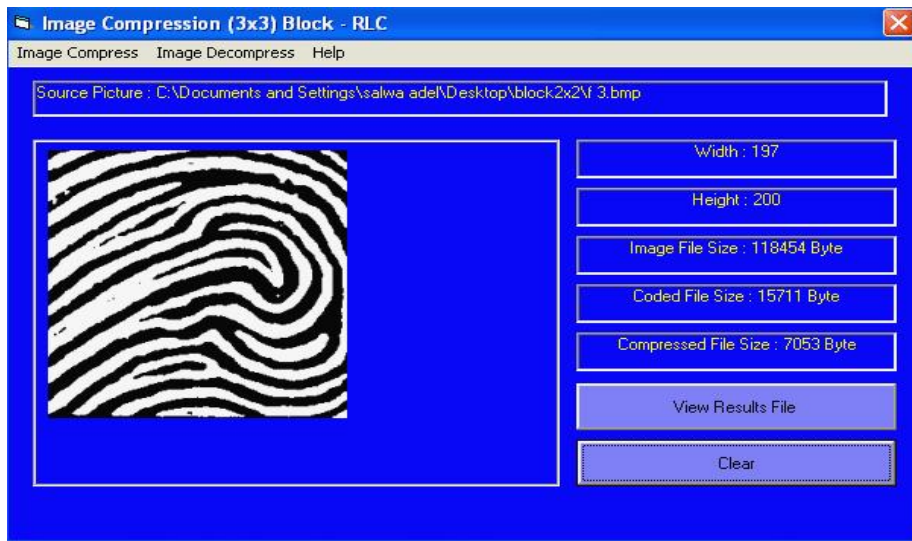 Image Compression (3x3) Block - RLC
Image Compress Image Decompress Help
Source Picture : C:\Documents and Settings\salwa adel\Desktop\block2x2\f 3.bmp
Width : 197
Height : 200
Image File Size : 118454 Byte
Coded File Size : 15711 Byte
Compressed File Size : 7053 Byte
View Results File
Clear